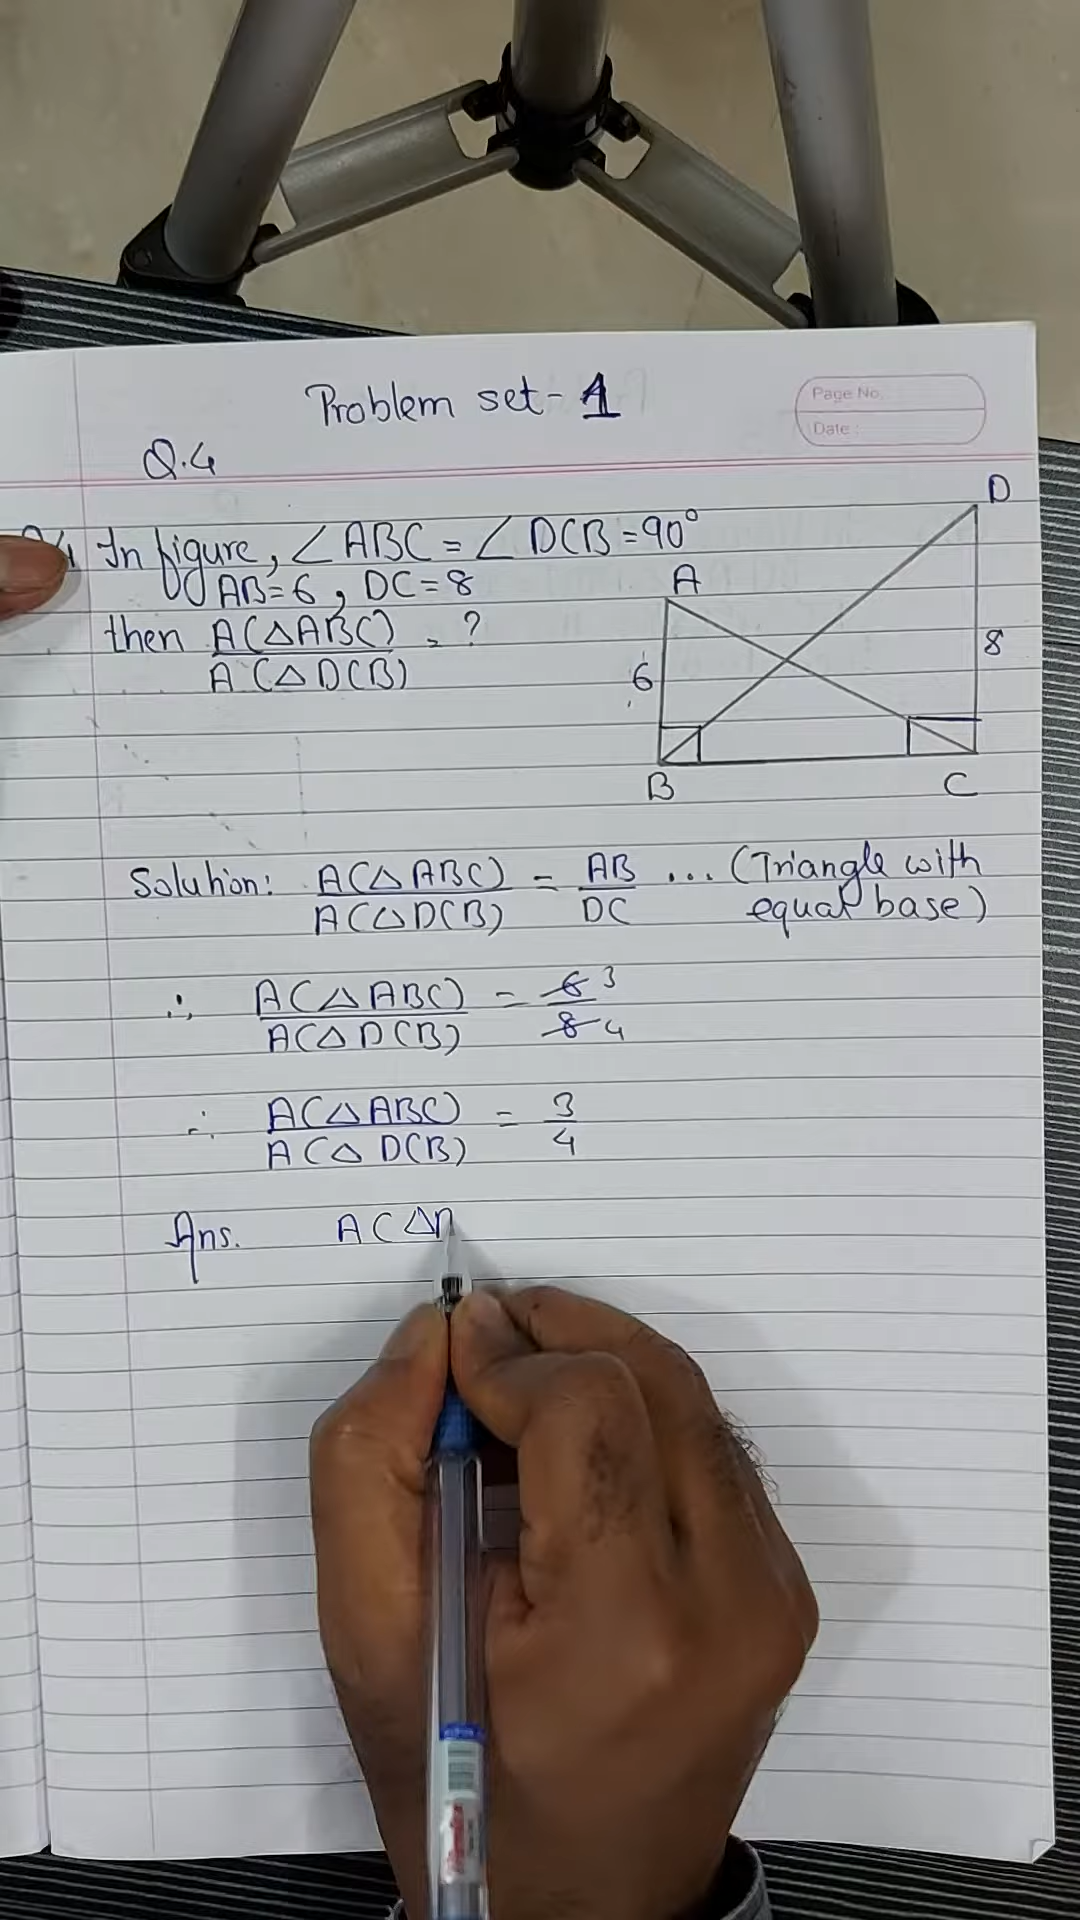 Problem set-1
Page No.
Date :
Q.4
In figure, ∠ABC = ∠DCB = 90°
AB=6, DC=8
then A(△ABC) = ?
A(△DCB)
D
A
6
8
B
C
Solution: A(△ABC) = AB ... (Triangle with
A(△DCB) DC equal base)
∴ A(△ABC) = 6 3
A(△DCB) 8 4
∴ A(△ABC) = 3
A(△DCB) 4
Ans. A(△